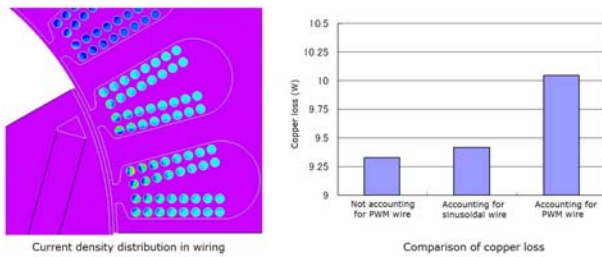 10.5
10.25
10
9.75
9.5
9.25
9
Copper loss (W)
Not accounting for PWM wire
Accounting for sinusoidal wire
Accounting for PWM wire
Current density distribution in wiring
Comparison of copper loss